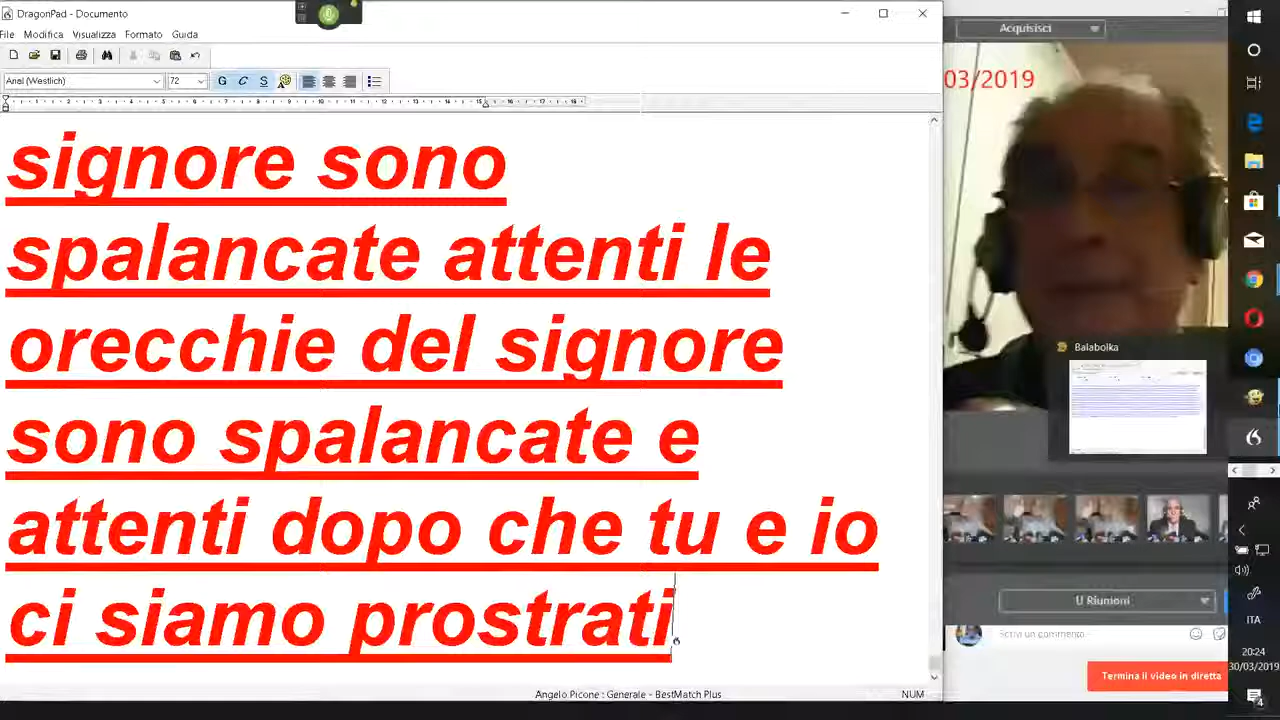 DragonPad - Documento
File Modifica Visualizza Formato Guida
Arial (Westlich) 72 G C S
signore sono
spalancate attenti le
orecchie del signore
sono spalancate e
attenti dopo che tu e io
ci siamo prostrati
Angelo Picone : Generale - BestMatch Plus
NUM
Acquisisci
03/2019
Balabolka
U Riunioni
Scrivi un commento...
Termina il video in diretta
ITA
20:24
30/03/2019
4